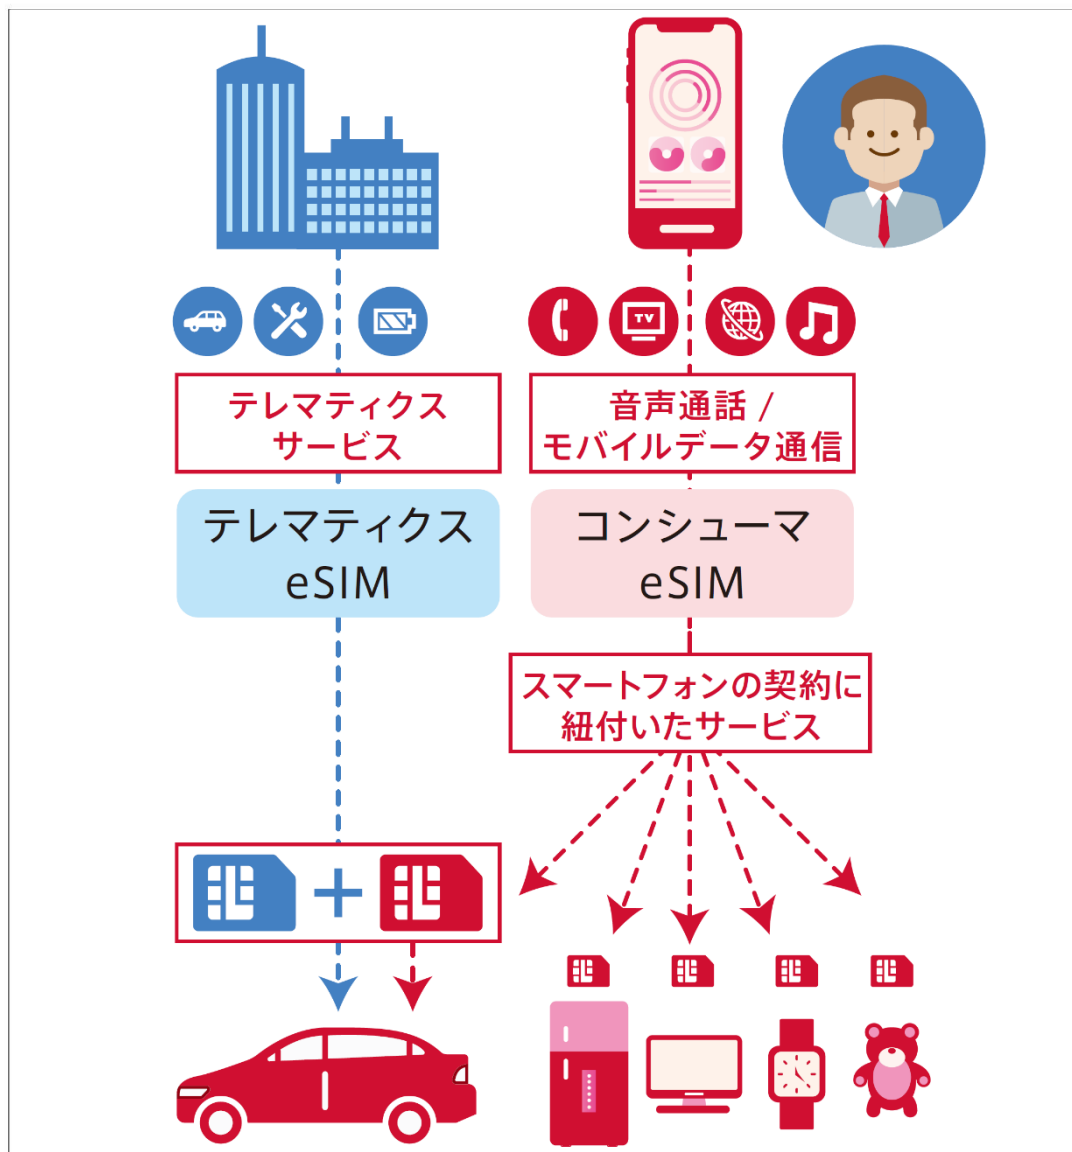 TV
テレマティクス
サービス
音声通話 /
モバイルデータ通信
テレマティクス
eSIM
コンシューマ
eSIM
スマートフォンの契約に
紐付いたサービス